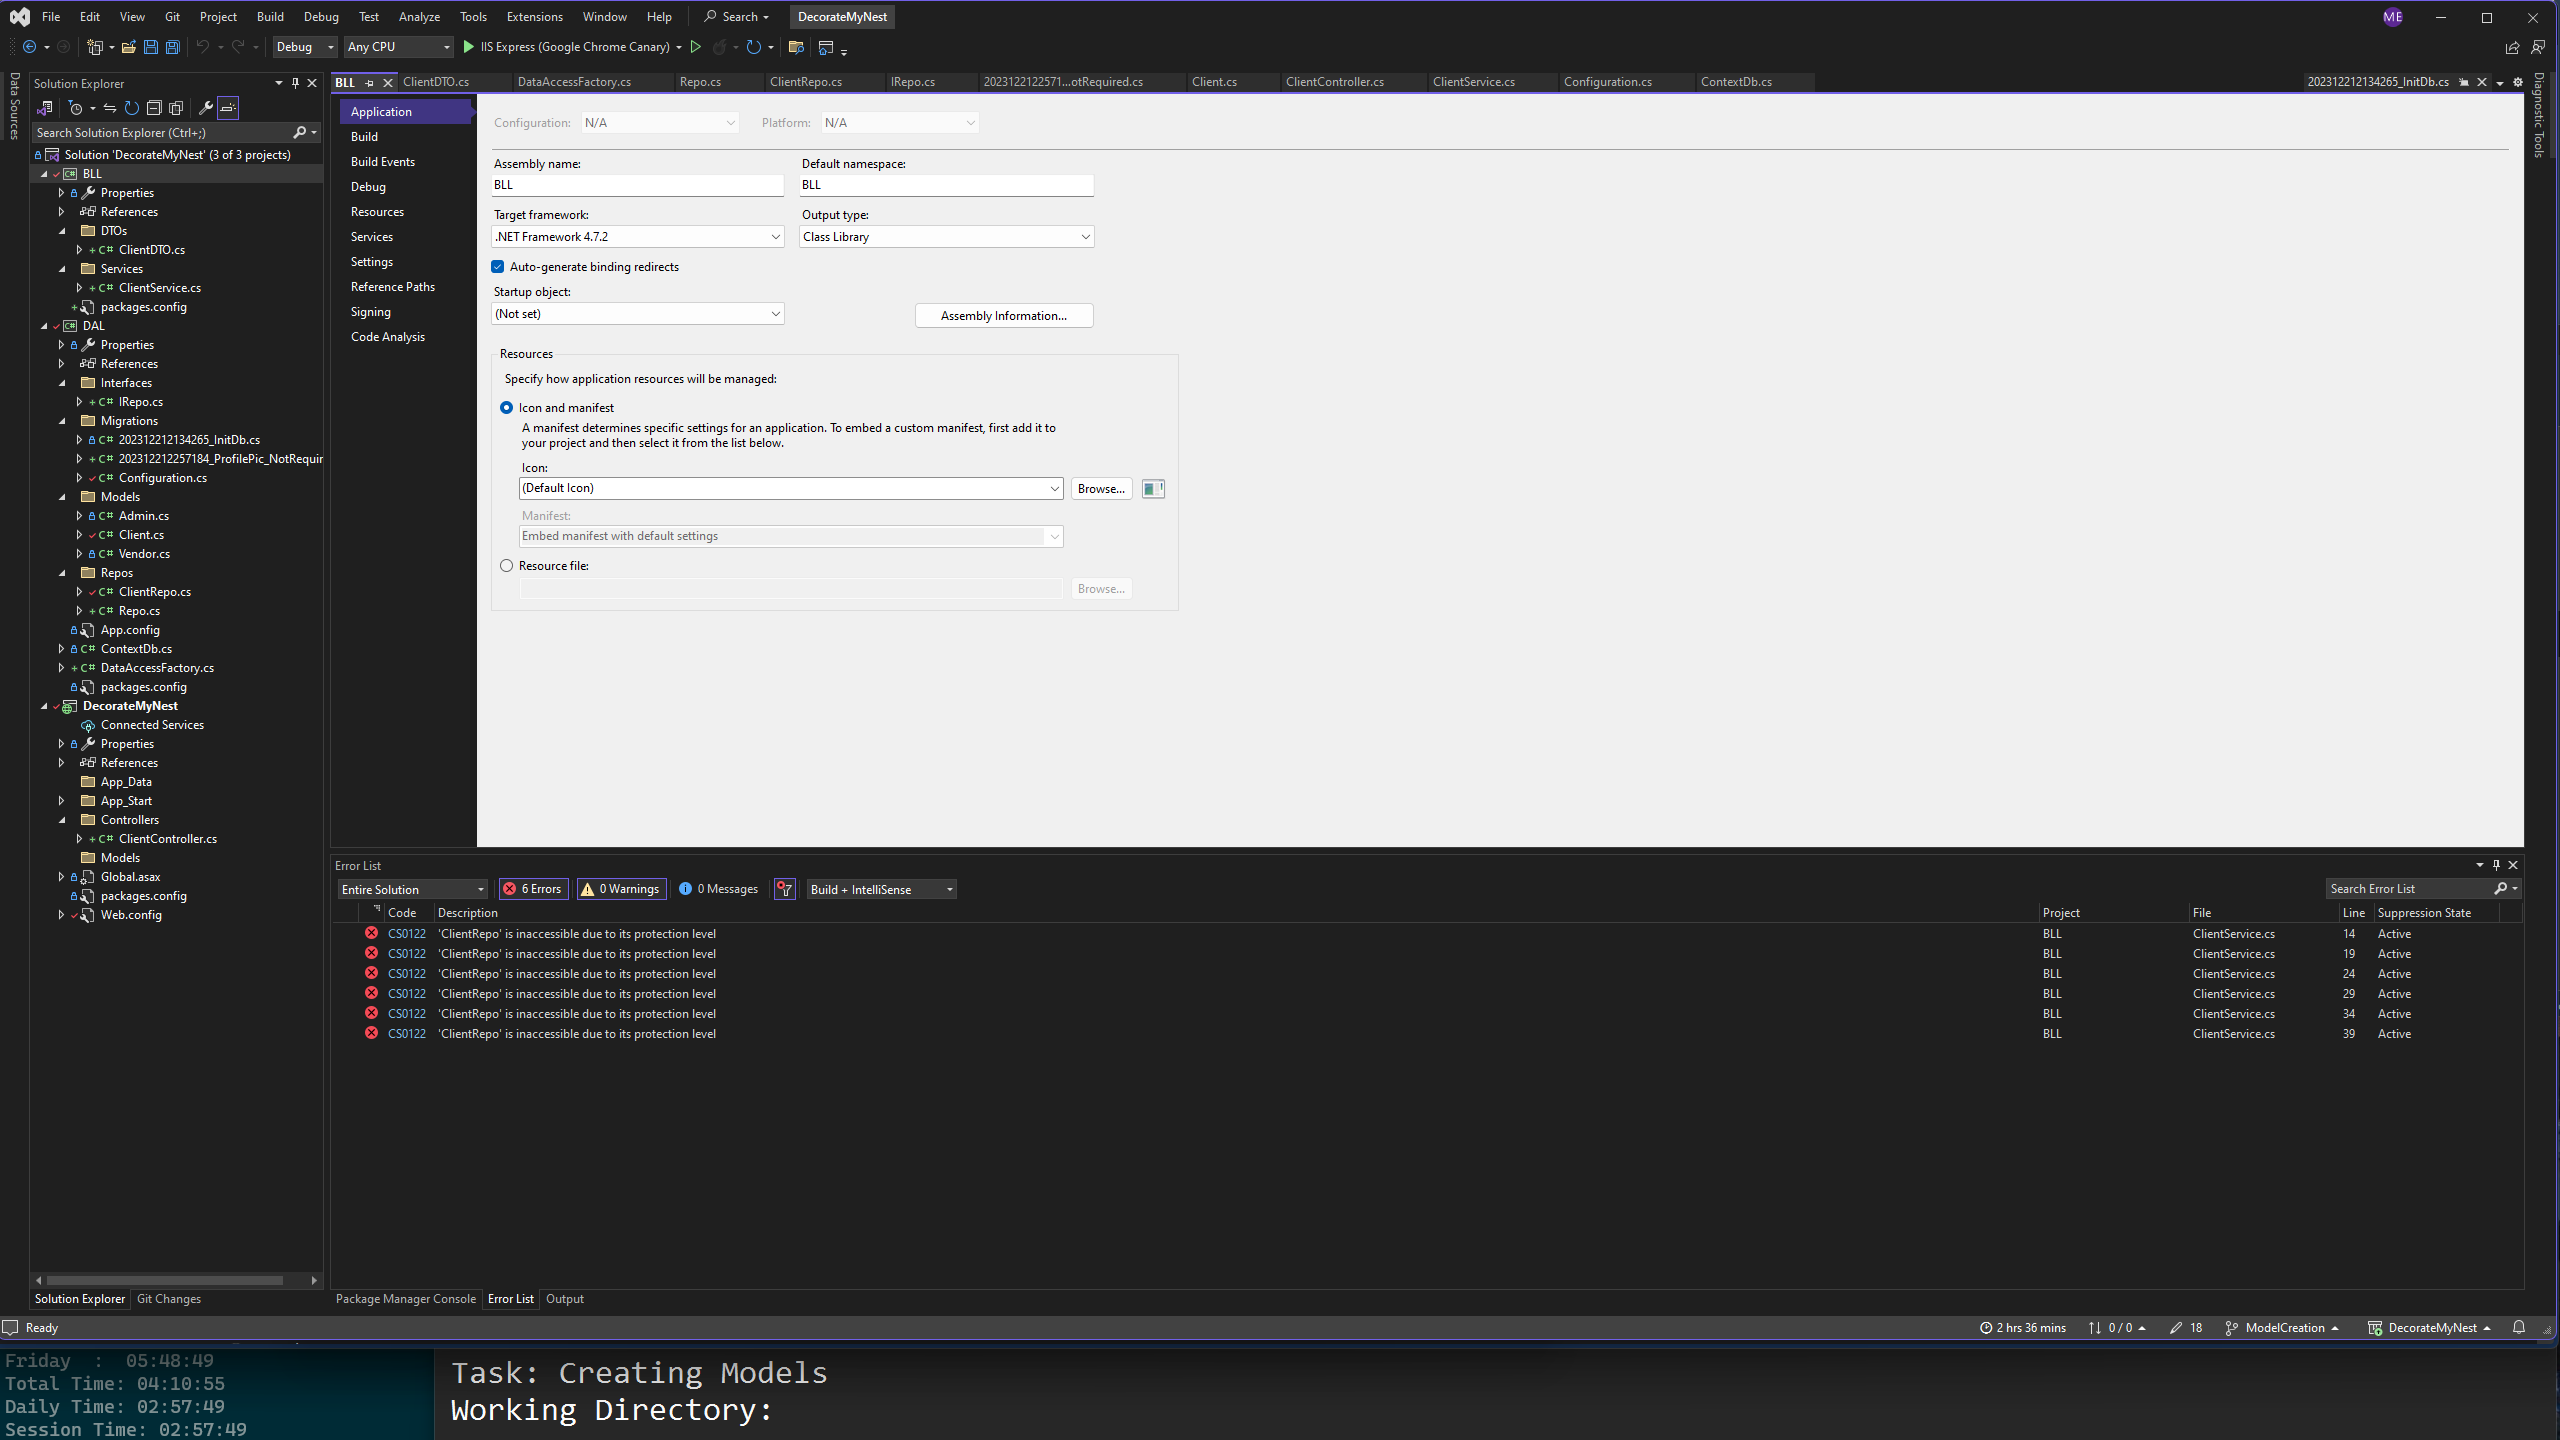 File Edit View Git Project Build Debug Test Analyze Tools Extensions Window Help Search DecorateMyNest ME
Debug Any CPU IIS Express (Google Chrome Canary)
Data Sources
Solution Explorer
Search Solution Explorer (Ctrl+;)
Solution 'DecorateMyNest' (3 of 3 projects)
BLL
Properties
References
DTOs
ClientDTO.cs
Services
ClientService.cs
packages.config
DAL
Properties
References
Interfaces
IRepo.cs
Migrations
202312212134265_InitDb.cs
202312212257184_ProfilePic_NotRequir
Configuration.cs
Models
Admin.cs
Client.cs
Vendor.cs
Repos
ClientRepo.cs
Repo.cs
App.config
ContextDb.cs
DataAccessFactory.cs
packages.config
DecorateMyNest
Connected Services
Properties
References
App_Data
App_Start
Controllers
ClientController.cs
Models
Global.asax
packages.config
Web.config
Solution Explorer Git Changes
BLL ClientDTO.cs DataAccessFactory.cs Repo.cs ClientRepo.cs IRepo.cs 2023122122571...otRequired.cs Client.cs ClientController.cs ClientService.cs Configuration.cs ContextDb.cs 202312212134265_InitDb.cs
Diagnostic Tools
Application
Build
Build Events
Debug
Resources
Services
Settings
Reference Paths
Signing
Code Analysis
Configuration: N/A Platform: N/A
Assembly name: Default namespace:
BLL BLL
Target framework: Output type:
.NET Framework 4.7.2 Class Library
Auto-generate binding redirects
Startup object:
(Not set) Assembly Information...
Resources
Specify how application resources will be managed:
Icon and manifest
A manifest determines specific settings for an application. To embed a custom manifest, first add it to
your project and then select it from the list below.
Icon:
(Default Icon) Browse...
Manifest:
Embed manifest with default settings
Resource file:
Browse...
Error List
Entire Solution 6 Errors 0 Warnings 0 Messages Build + IntelliSense Search Error List
Code Description Project File Line Suppression State
CS0122 'ClientRepo' is inaccessible due to its protection level BLL ClientService.cs 14 Active
CS0122 'ClientRepo' is inaccessible due to its protection level BLL ClientService.cs 19 Active
CS0122 'ClientRepo' is inaccessible due to its protection level BLL ClientService.cs 24 Active
CS0122 'ClientRepo' is inaccessible due to its protection level BLL ClientService.cs 29 Active
CS0122 'ClientRepo' is inaccessible due to its protection level BLL ClientService.cs 34 Active
CS0122 'ClientRepo' is inaccessible due to its protection level BLL ClientService.cs 39 Active
Package Manager Console Error List Output
Ready 2 hrs 36 mins 0 / 0 18 ModelCreation DecorateMyNest
Friday : 05:48:49
Total Time: 04:10:55
Daily Time: 02:57:49
Session Time: 02:57:49
Task: Creating Models
Working Directory: